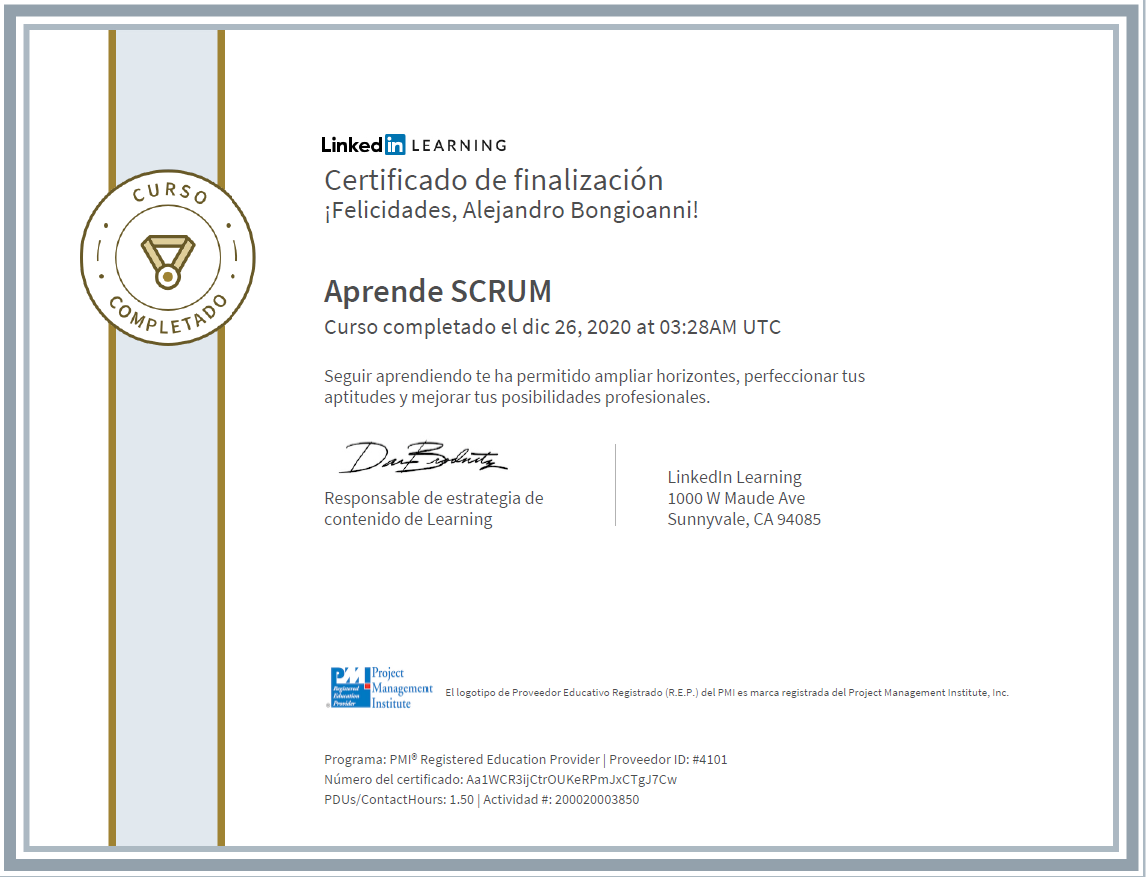 CURSO
COMPLETADO
Linked in LEARNING
Certificado de finalización
¡Felicidades, Alejandro Bongioanni!
Aprende SCRUM
Curso completado el dic 26, 2020 at 03:28AM UTC
Seguir aprendiendo te ha permitido ampliar horizontes, perfeccionar tus
aptitudes y mejorar tus posibilidades profesionales.
Responsable de estrategia de
contenido de Learning
LinkedIn Learning
1000 W Maude Ave
Sunnyvale, CA 94085
PMI
Registered
Education
Provider
Project
Management
Institute
El logotipo de Proveedor Educativo Registrado (R.E.P.) del PMI es marca registrada del Project Management Institute, Inc.
Programa: PMI® Registered Education Provider | Proveedor ID: #4101
Número del certificado: Aa1WCR3ijCtrOUKeRPmJxCTgJ7Cw
PDUs/ContactHours: 1.50 | Actividad #: 200020003850